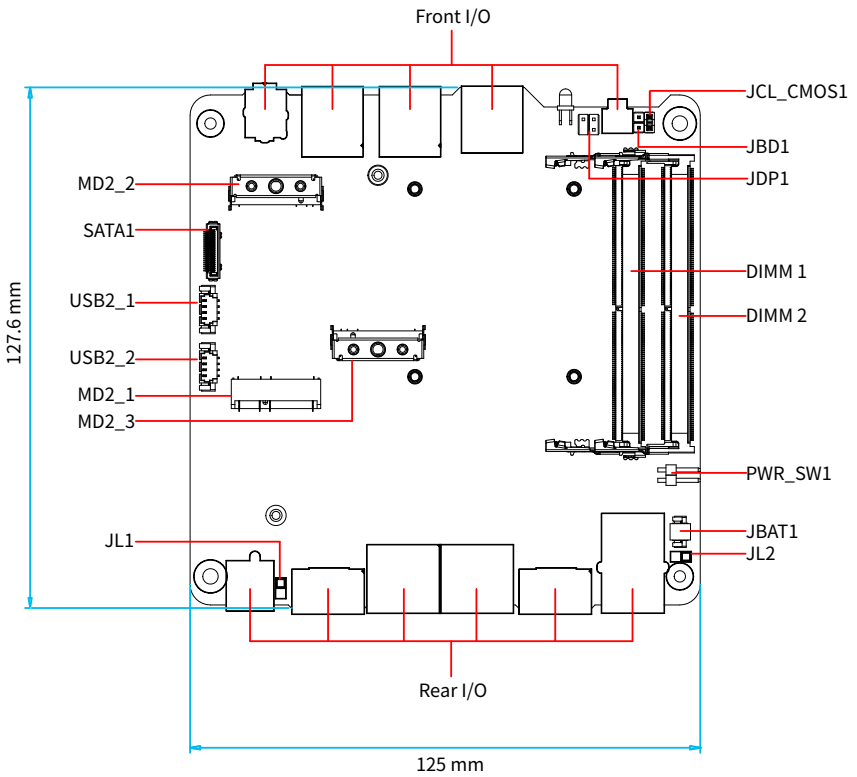 Front I/O
JCL_CMOS1
JBD1
JDP1
MD2_2
SATA1
DIMM 1
USB2_1
DIMM 2
127.6 mm
USB2_2
MD2_1
MD2_3
PWR_SW1
JBAT1
JL1
JL2
Rear I/O
125 mm